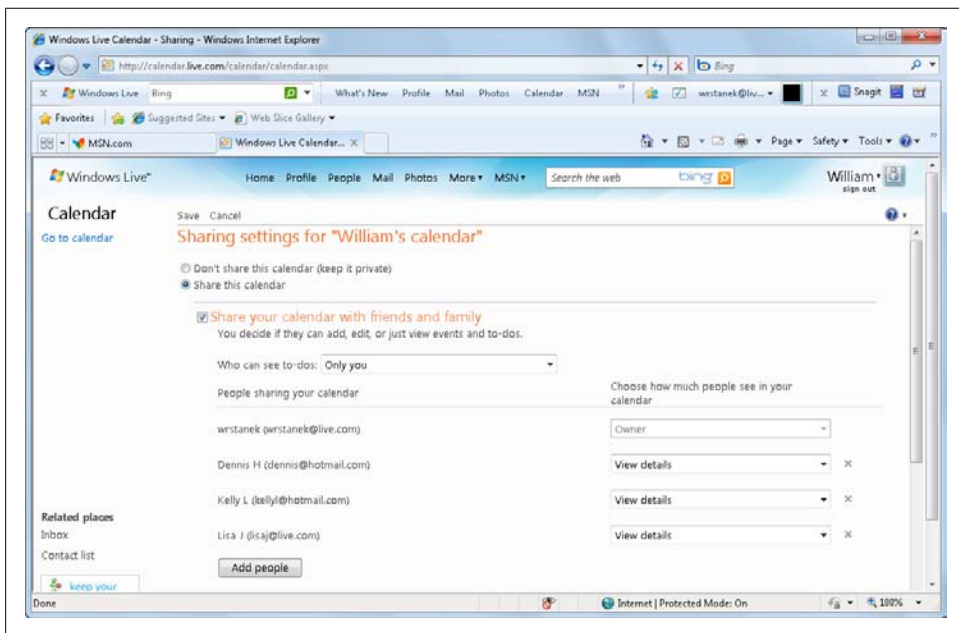 Windows Live Calendar - Sharing - Windows Internet Explorer
http://calendar.live.com/calendar/calendar.aspx
Bing
x Windows Live Bing What's New Profile Mail Photos Calendar MSN » wrstanek@liv... x Snagit
Favorites Suggested Sites Web Slice Gallery
MSN.com Windows Live Calendar... X Page Safety Tools »
Windows Live™ Home Profile People Mail Photos More MSN Search the web bing William
sign out
Calendar Save Cancel
Go to calendar Sharing settings for "William's calendar"
Don't share this calendar (keep it private)
Share this calendar
Share your calendar with friends and family
You decide if they can add, edit, or just view events and to-dos.
Who can see to-dos: Only you
People sharing your calendar Choose how much people see in your
calendar
wrstanek (wrstanek@live.com) Owner
Dennis H (dennis@hotmail.com) View details
Kelly L (kellyl@hotmail.com) View details
Related places
Inbox Lisa J (lisaj@live.com) View details
Contact list
Add people
keep your
Done Internet | Protected Mode: On 100%